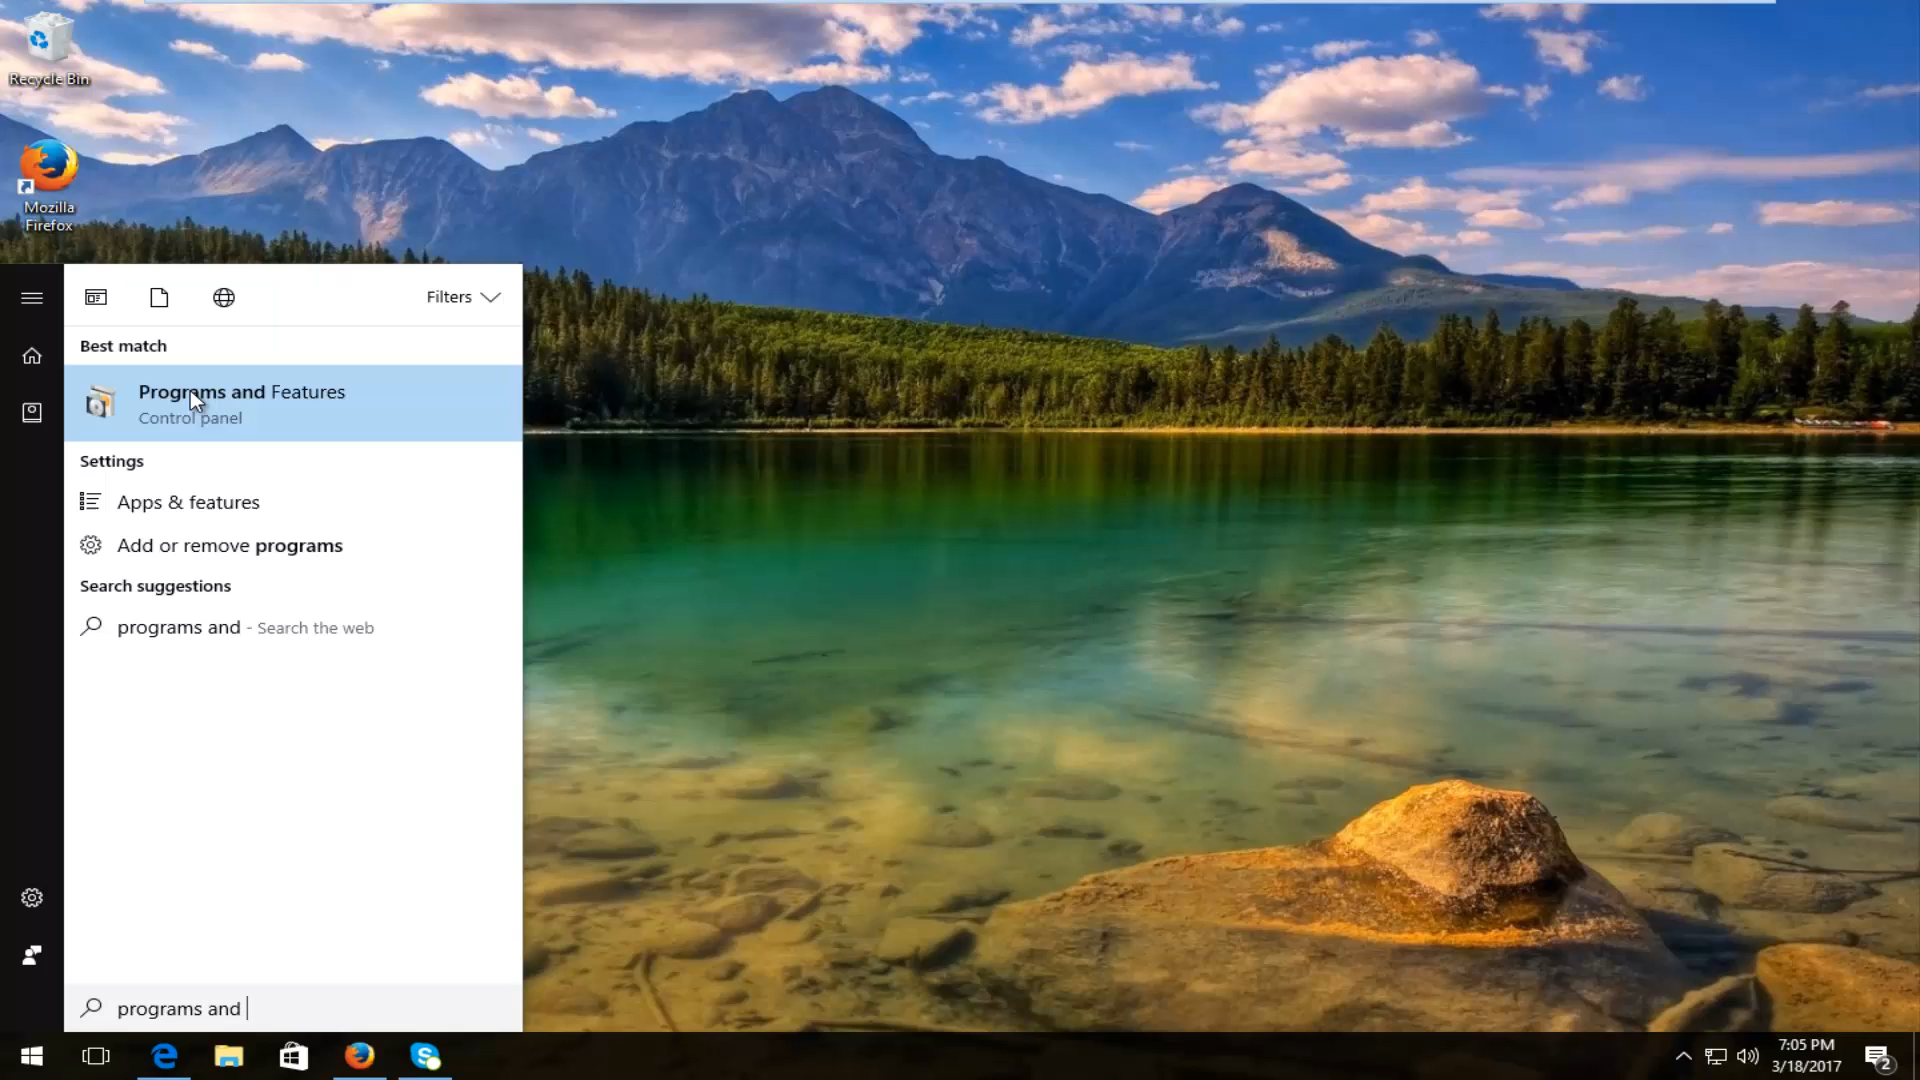 Recycle Bin
Mozilla
Firefox
Filters
Best match
Programs and Features
Control panel
Settings
Apps & features
Add or remove programs
Search suggestions
programs and - Search the web
programs and
7:05 PM
3/18/2017
2